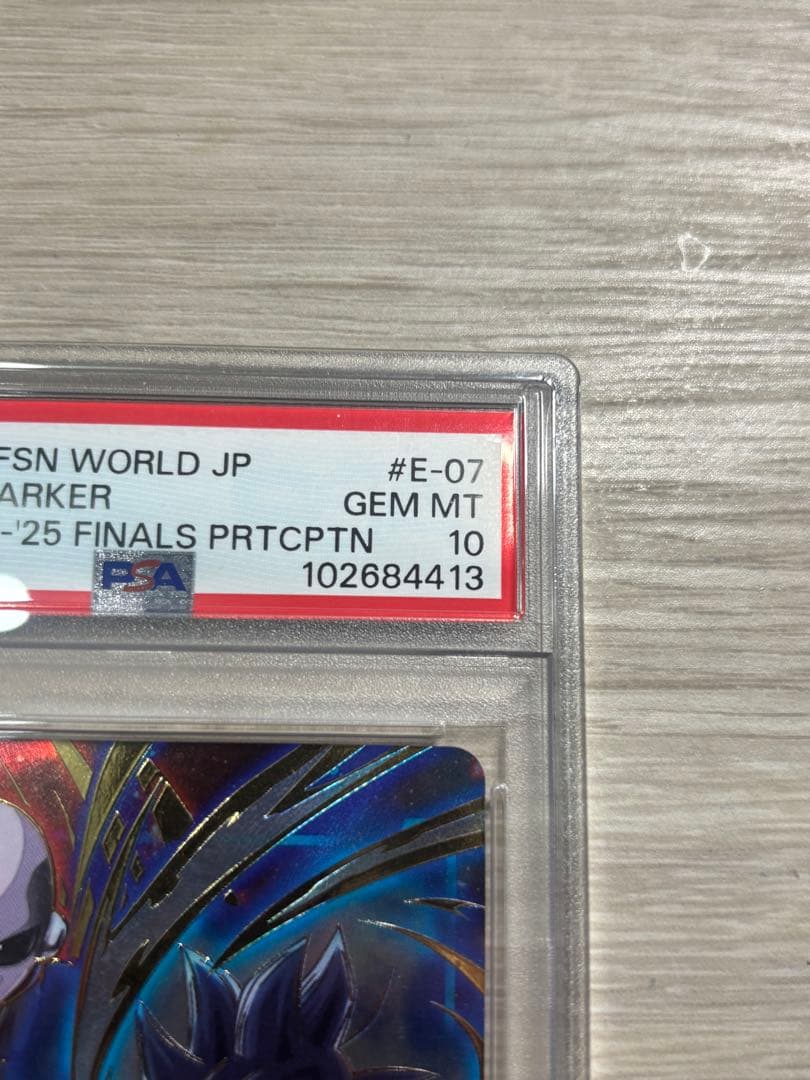 FSN WORLD JP #E-07
ARKER GEM MT
-'25 FINALS PRTCPTN 10
PSA 102684413